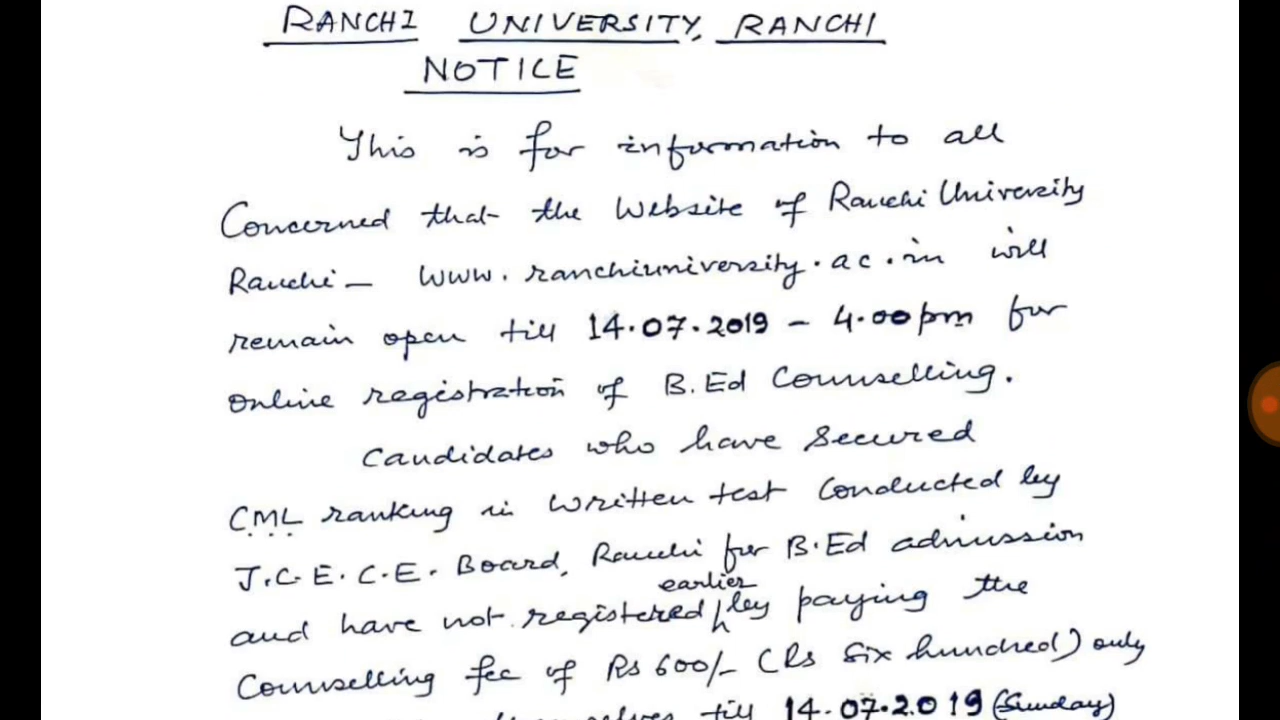 RANCHI UNIVERSITY, RANCHI
NOTICE
This is for information to all
Concerned that the Website of Ranchi University
Ranchi – www.ranchiuniversity.ac.in will
remain open till 14.07.2019 – 4.00pm for
online registration of B.Ed Counselling.
Candidates who have secured
CML ranking in written test conducted by
J.C.E.C.E. Board, Ranchi for B.Ed admission
earlier
and have not registered by paying the
Counselling fee of Rs 600/- (Rs Six hundred) only
themselves till 14.07.2019 (Sunday)